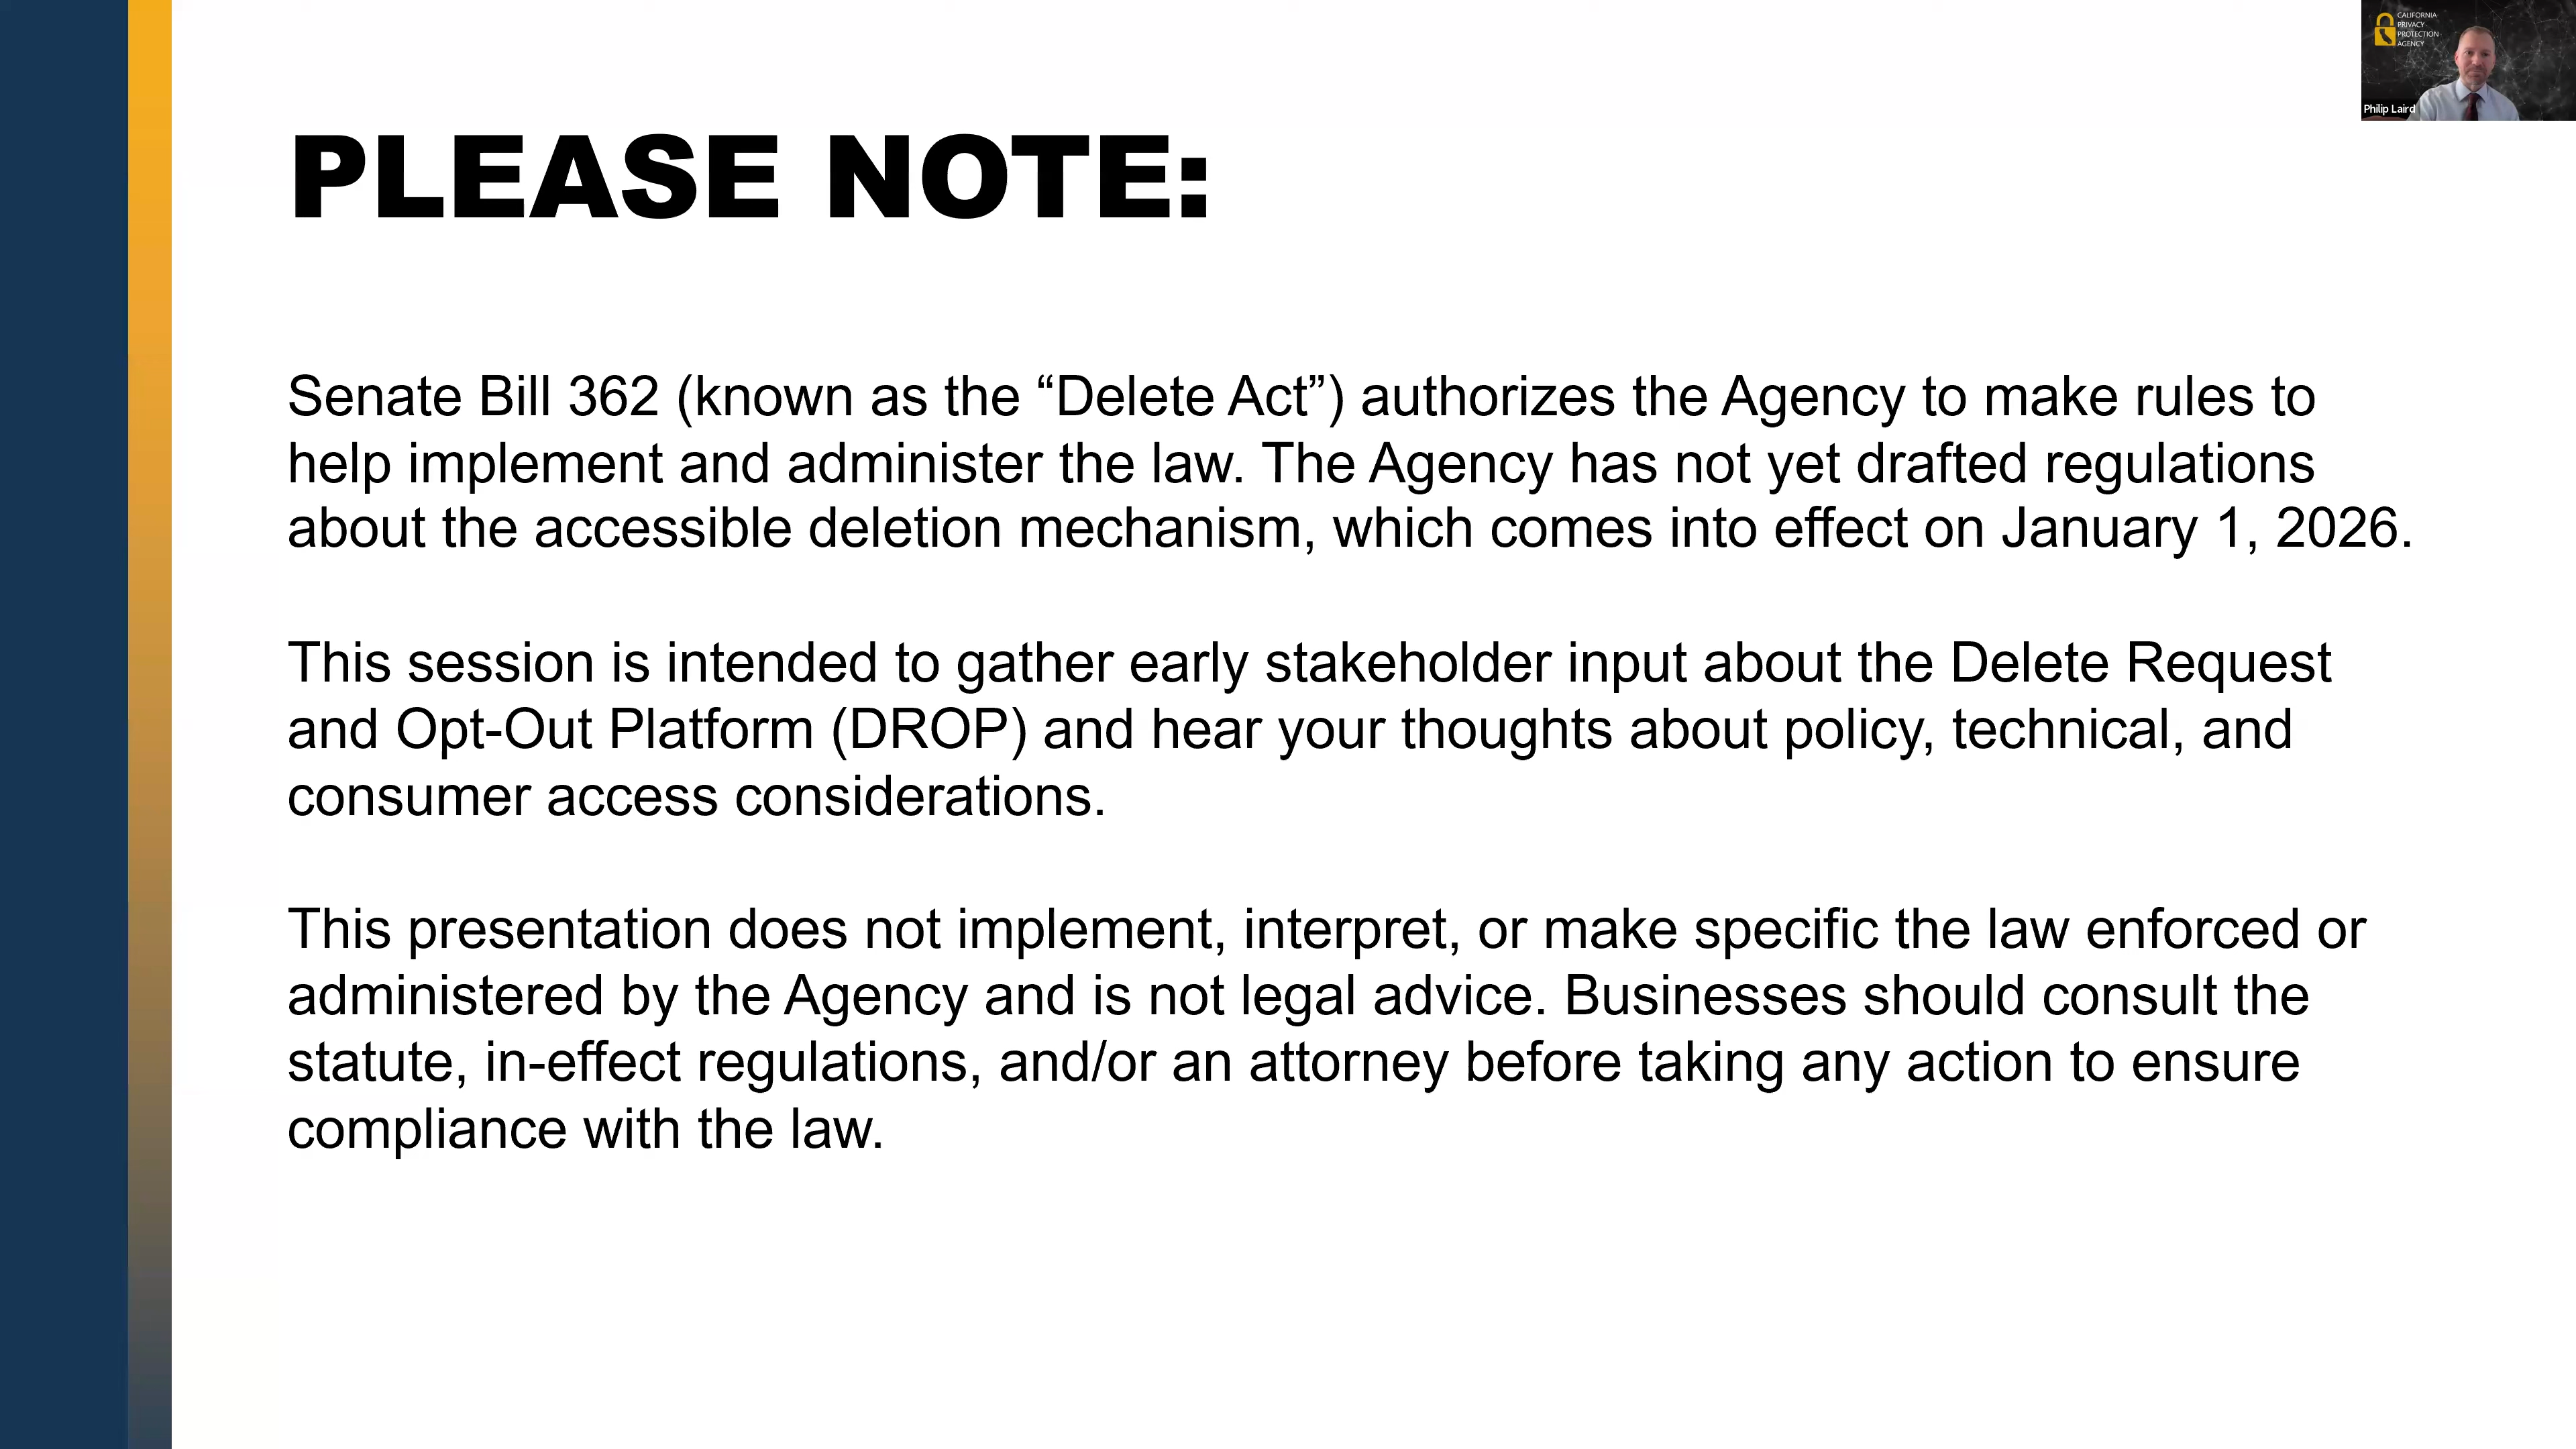 CALIFORNIA
PRIVACY
PROTECTION
AGENCY
Philip Laird
PLEASE NOTE:
Senate Bill 362 (known as the “Delete Act”) authorizes the Agency to make rules to
help implement and administer the law. The Agency has not yet drafted regulations
about the accessible deletion mechanism, which comes into effect on January 1, 2026.
This session is intended to gather early stakeholder input about the Delete Request
and Opt-Out Platform (DROP) and hear your thoughts about policy, technical, and
consumer access considerations.
This presentation does not implement, interpret, or make specific the law enforced or
administered by the Agency and is not legal advice. Businesses should consult the
statute, in-effect regulations, and/or an attorney before taking any action to ensure
compliance with the law.